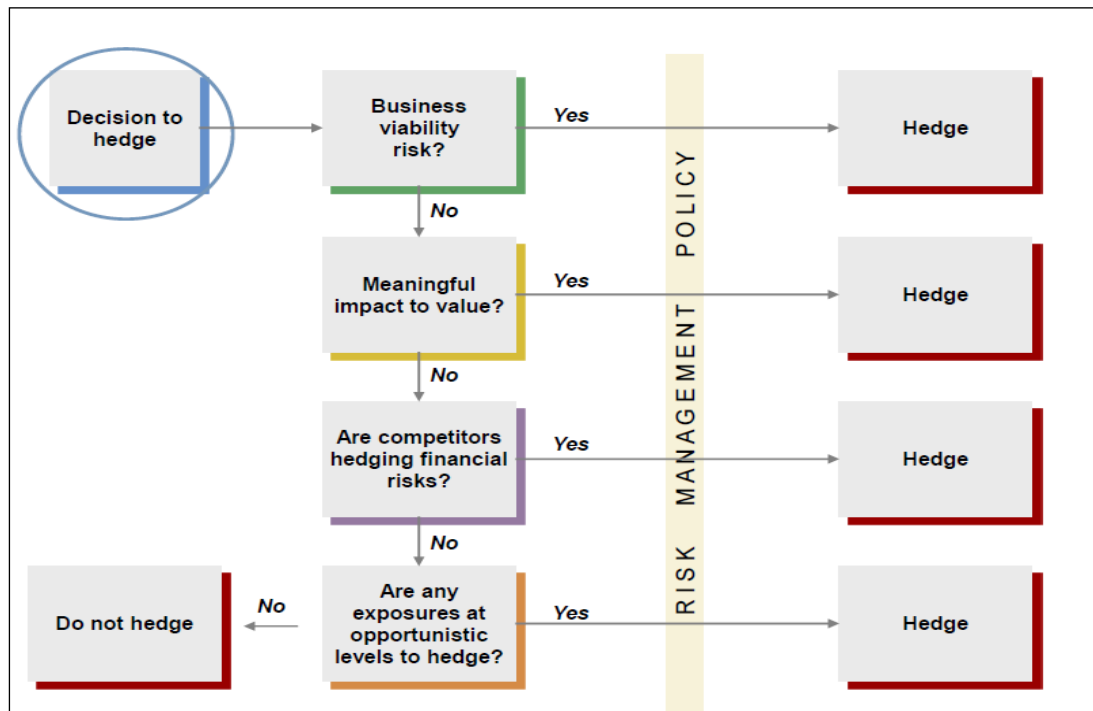 Decision to
hedge
Business
viability
risk?
Yes
Hedge
No
Meaningful
impact to value?
Yes
Hedge
No
Are competitors
hedging financial
risks?
Yes
Hedge
No
Are any
exposures at
opportunistic
levels to hedge?
Yes
Hedge
No
Do not hedge
RISK MANAGEMENT POLICY